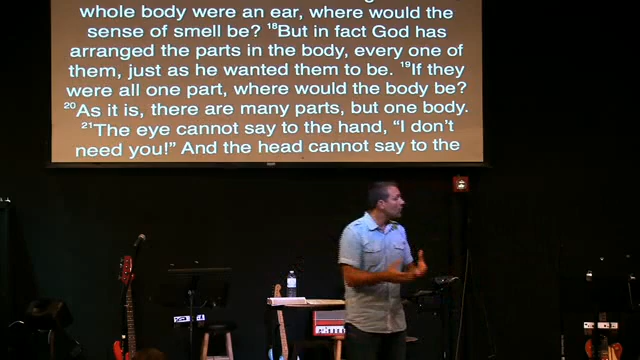 whole body were an ear, where would the
sense of smell be? ¹⁸But in fact God has
arranged the parts in the body, every one of
them, just as he wanted them to be. ¹⁹If they
were all one part, where would the body be?
²⁰As it is, there are many parts, but one body.
²¹The eye cannot say to the hand, “I don’t
need you!” And the head cannot say to the